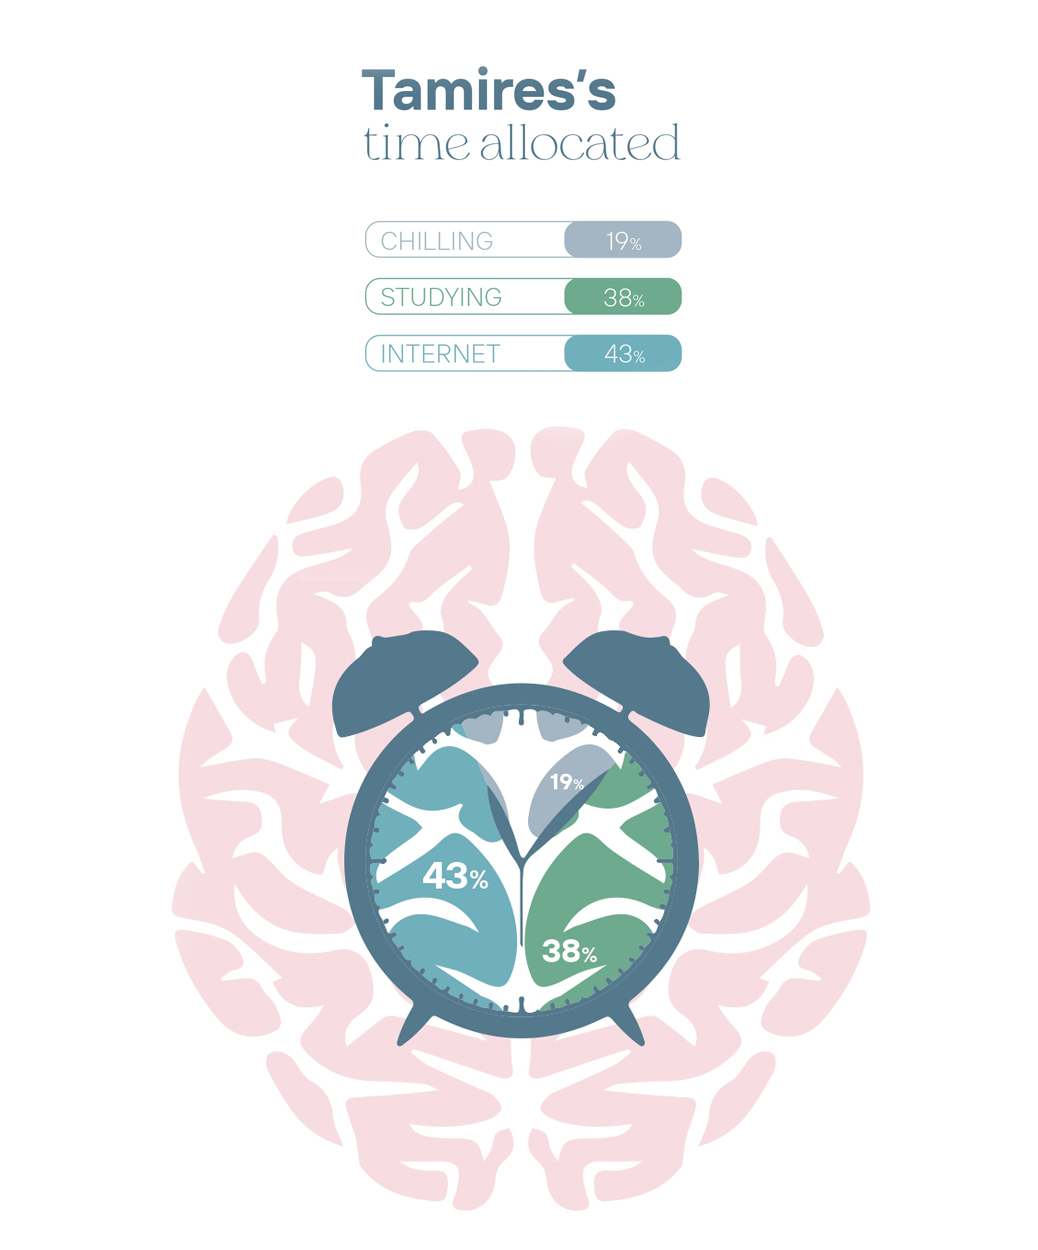 Tamires’s
time allocated
CHILLING 19%
STUDYING 38%
INTERNET 43%
19%
43%
38%